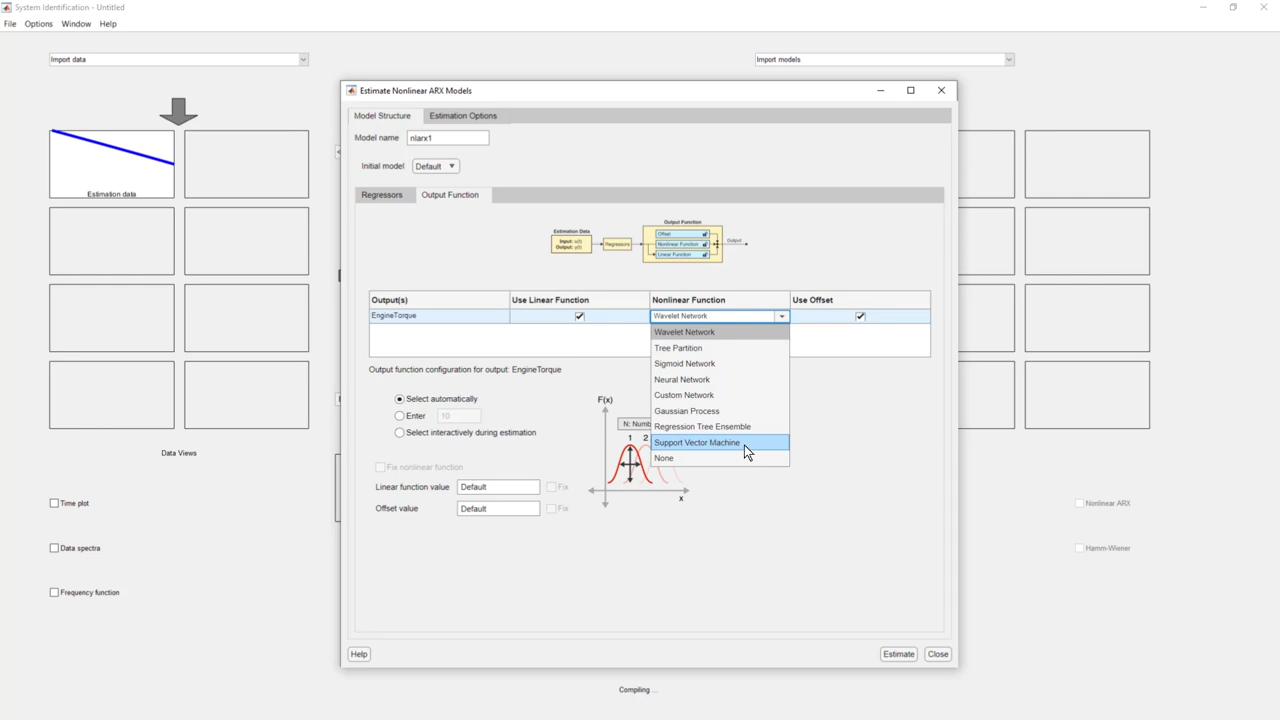 System Identification - Untitled
File Options Window Help
Import data
Import models
Estimate Nonlinear ARX Models
Model Structure Estimation Options
Model name nlarx1
Initial model Default
Regressors Output Function
Estimation data
Estimation Data
Input: u(t)
Output: y(t)
Regressors
Output Function
Offset
Nonlinear Function
Linear Function
Output
Output(s) Use Linear Function Nonlinear Function Use Offset
EngineTorque Wavelet Network
Wavelet Network
Tree Partition
Sigmoid Network
Neural Network
Custom Network
Gaussian Process
Regression Tree Ensemble
Support Vector Machine
None
Output function configuration for output: EngineTorque
Select automatically
Enter 10
Select interactively during estimation
F(x)
N: Numb
1 2
x
Fix nonlinear function
Linear function value Default Fix
Offset value Default Fix
Data Views
Time plot
Data spectra
Frequency function
Nonlinear ARX
Hamm-Wiener
Help Estimate Close
Compiling ...